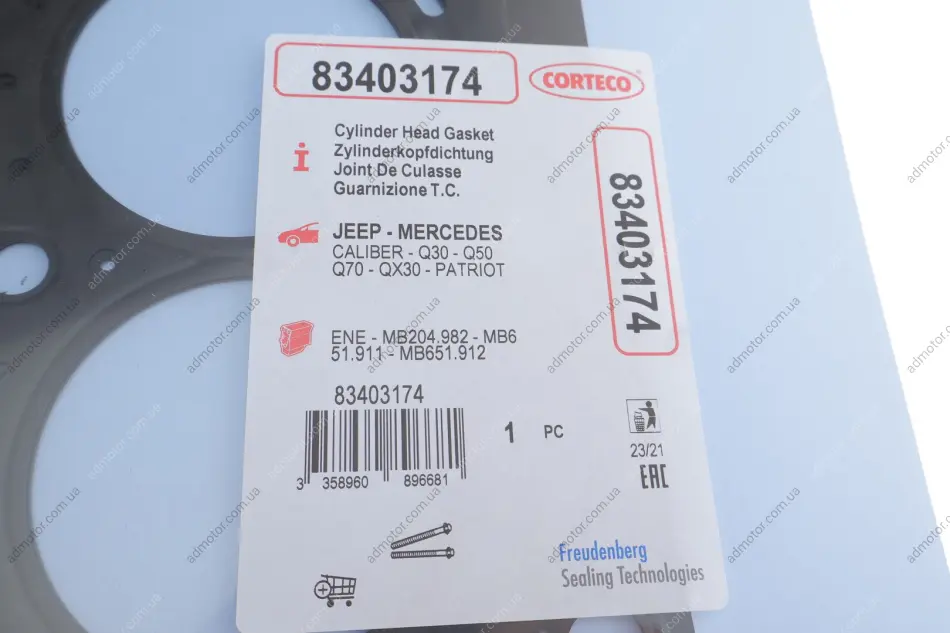 83403174
CORTECO
Cylinder Head Gasket
Zylinderkopfdichtung
Joint De Culasse
Guarnizione T.C.
83403174
JEEP - MERCEDES
CALIBER - Q30 - Q50
Q70 - QX30 - PATRIOT
ENE - MB204.982 - MB6
51.911 - MB651.912
83403174
1 PC
3 358960 896681
23/21
EAC
Freudenberg
Sealing Technologies
admotor.com.ua